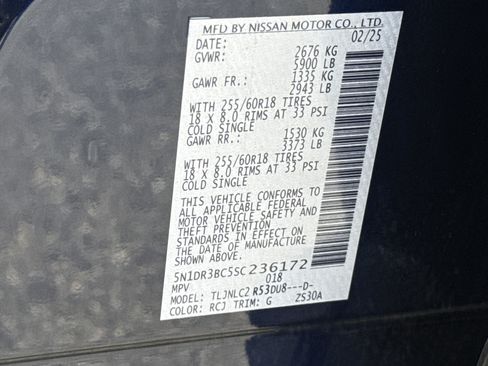 MFD BY NISSAN MOTOR CO., LTD.
DATE: 02/25
GVWR: 2676 KG
5900 LB
GAWR FR.: 1335 KG
2943 LB
WITH 255/60R18 TIRES
18 X 8.0 RIMS AT 33 PSI
COLD SINGLE
GAWR RR.: 1530 KG
3373 LB
WITH 255/60R18 TIRES
18 X 8.0 RIMS AT 33 PSI
COLD SINGLE
THIS VEHICLE CONFORMS TO
ALL APPLICABLE FEDERAL
MOTOR VEHICLE SAFETY AND
THEFT PREVENTION
STANDARDS IN EFFECT ON
THE DATE OF MANUFACTURE
SHOWN ABOVE.
5N1DR3BC5SC236172
MPV 018
MODEL: TLJNLC2 R53DU8---D-
COLOR: RCJ TRIM: G ZS30A